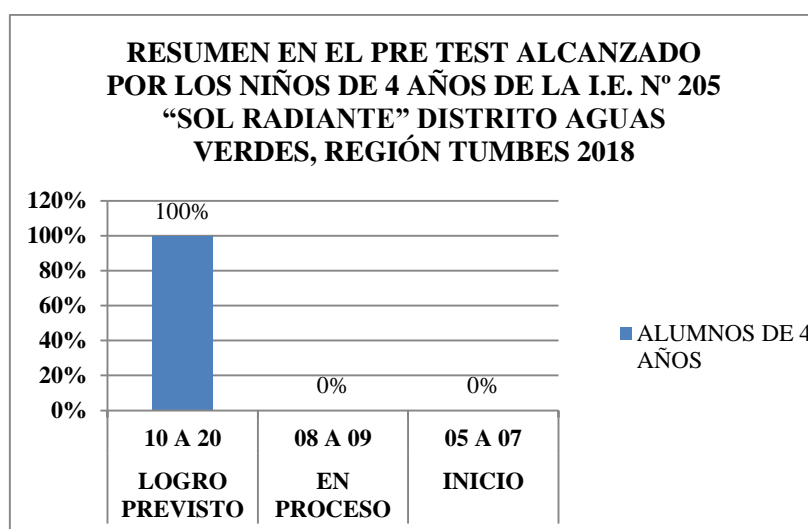 RESUMEN EN EL PRE TEST ALCANZADO
POR LOS NIÑOS DE 4 AÑOS DE LA I.E. Nº 205
“SOL RADIANTE” DISTRITO AGUAS
VERDES, REGIÓN TUMBES 2018
120%
100%
80%
60%
40%
20%
0%
100%
0%
0%
10 A 20
08 A 09
05 A 07
LOGRO
PREVISTO
EN
PROCESO
INICIO
ALUMNOS DE 4
AÑOS